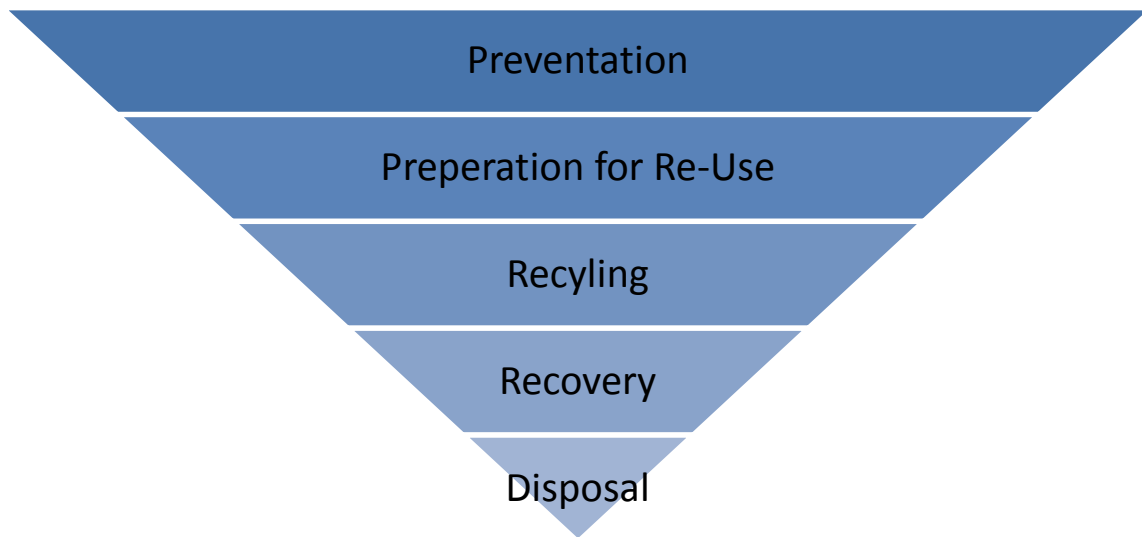 Preventation
Preperation for Re-Use
Recyling
Recovery
Disposal